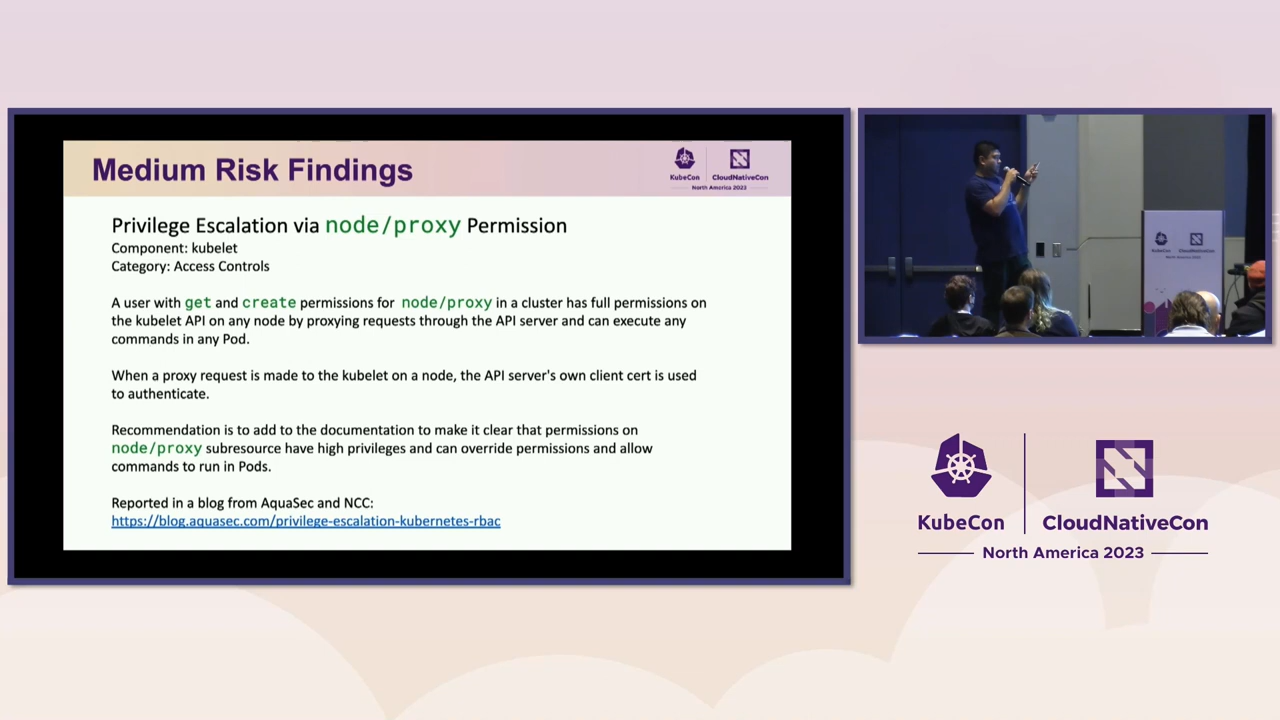 Medium Risk Findings
KubeCon
CloudNativeCon
North America 2023
Privilege Escalation via node/proxy Permission
Component: kubelet
Category: Access Controls
A user with get and create permissions for node/proxy in a cluster has full permissions on
the kubelet API on any node by proxying requests through the API server and can execute any
commands in any Pod.
When a proxy request is made to the kubelet on a node, the API server's own client cert is used
to authenticate.
Recommendation is to add to the documentation to make it clear that permissions on
node/proxy subresource have high privileges and can override permissions and allow
commands to run in Pods.
Reported in a blog from AquaSec and NCC:
https://blog.aquasec.com/privilege-escalation-kubernetes-rbac
KubeCon
CloudNativeCon
North America 2023
KubeCon
CloudNativeCon
North America 2023